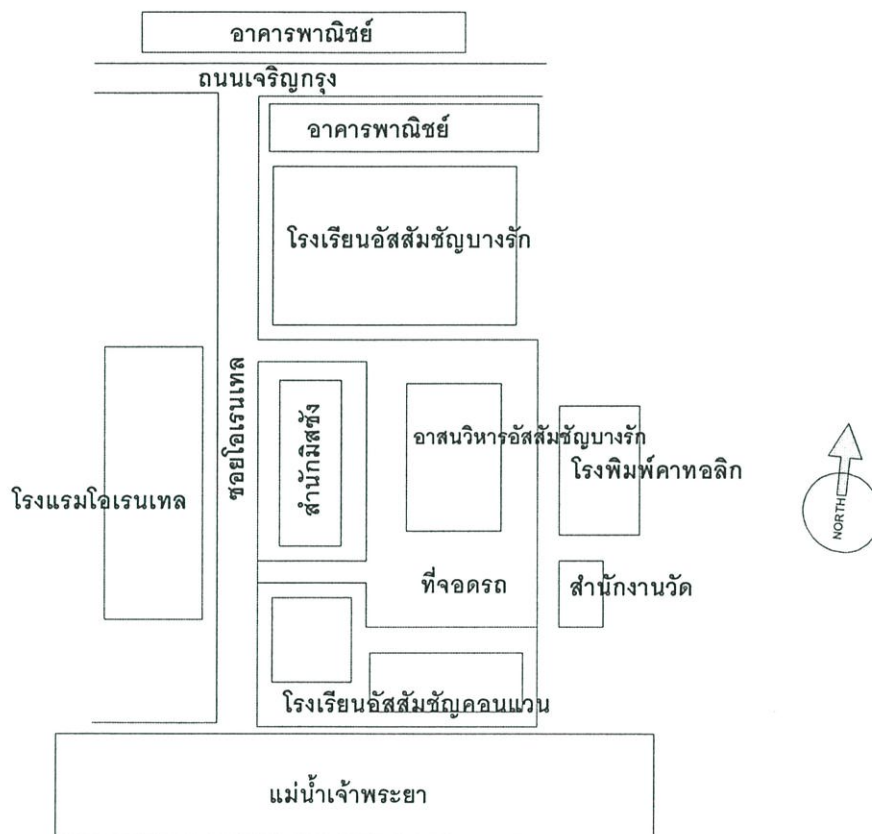 อาคารพาณิชย์
ถนนเจริญกรุง
อาคารพาณิชย์
โรงเรียนอัสสัมชัญบางรัก
ซอยโอเรนเทล
สำนักมิสซัง
อาสนวิหารอัสสัมชัญบางรัก
โรงพิมพ์คาทอลิก
โรงแรมโอเรนเทล
NORTH
ที่จอดรถ
สำนักงานวัด
โรงเรียนอัสสัมชัญคอนแวน
แม่น้ำเจ้าพระยา